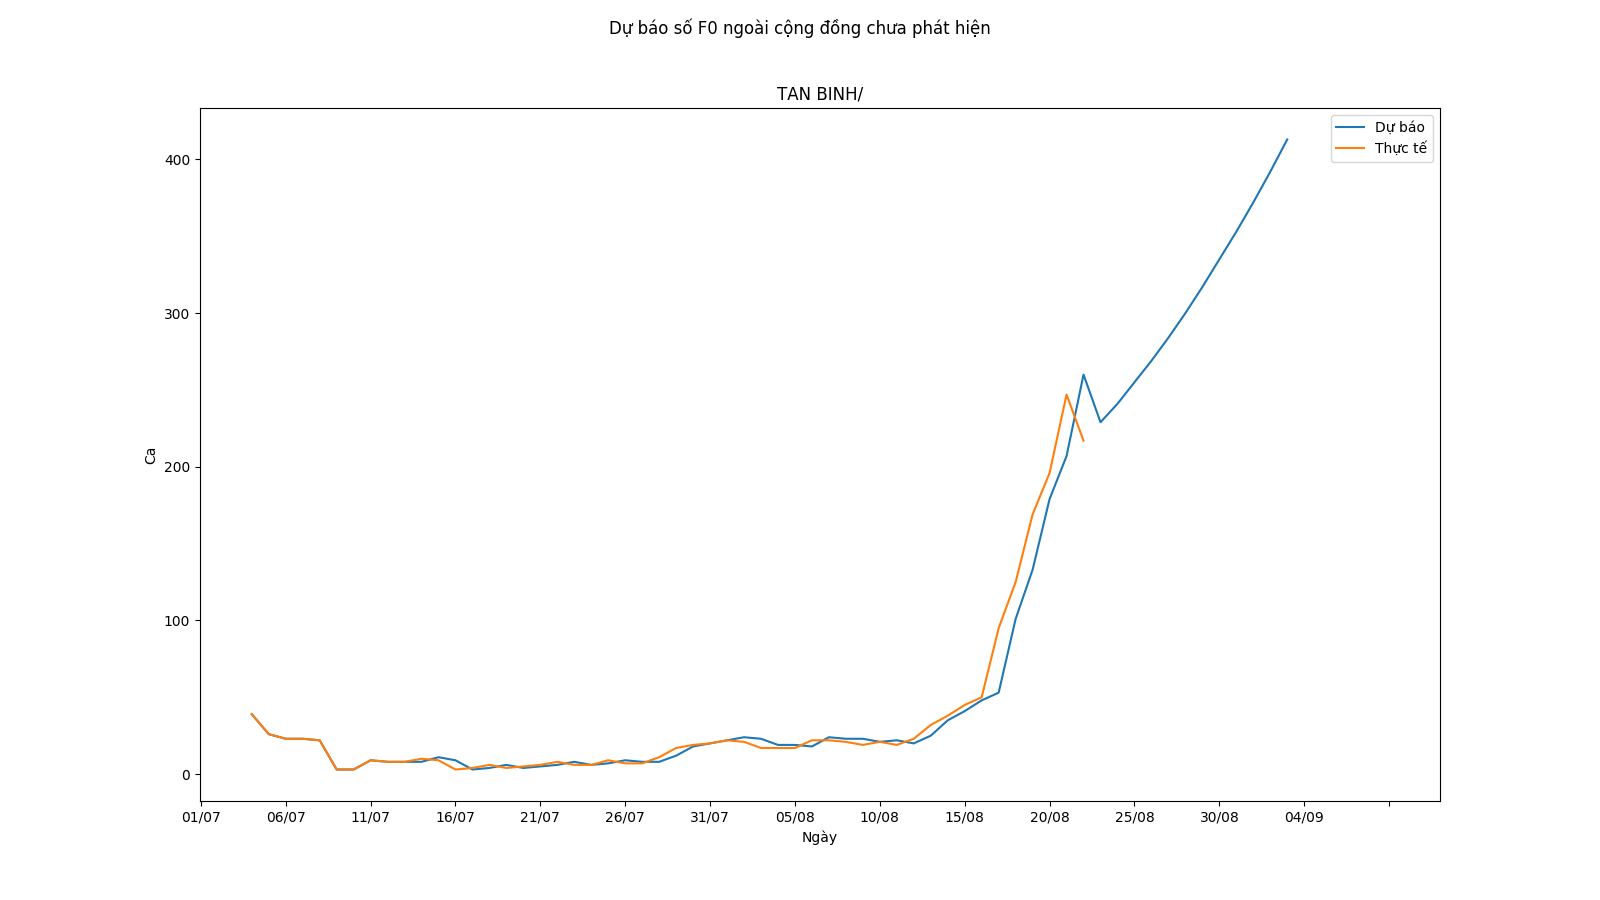 Dự báo số F0 ngoài cộng đồng chưa phát hiện
TAN BINH/
Dự báo
Thực tế
400
300
200
100
0
Ca
01/07 06/07 11/07 16/07 21/07 26/07 31/07 05/08 10/08 15/08 20/08 25/08 30/08 04/09
Ngày